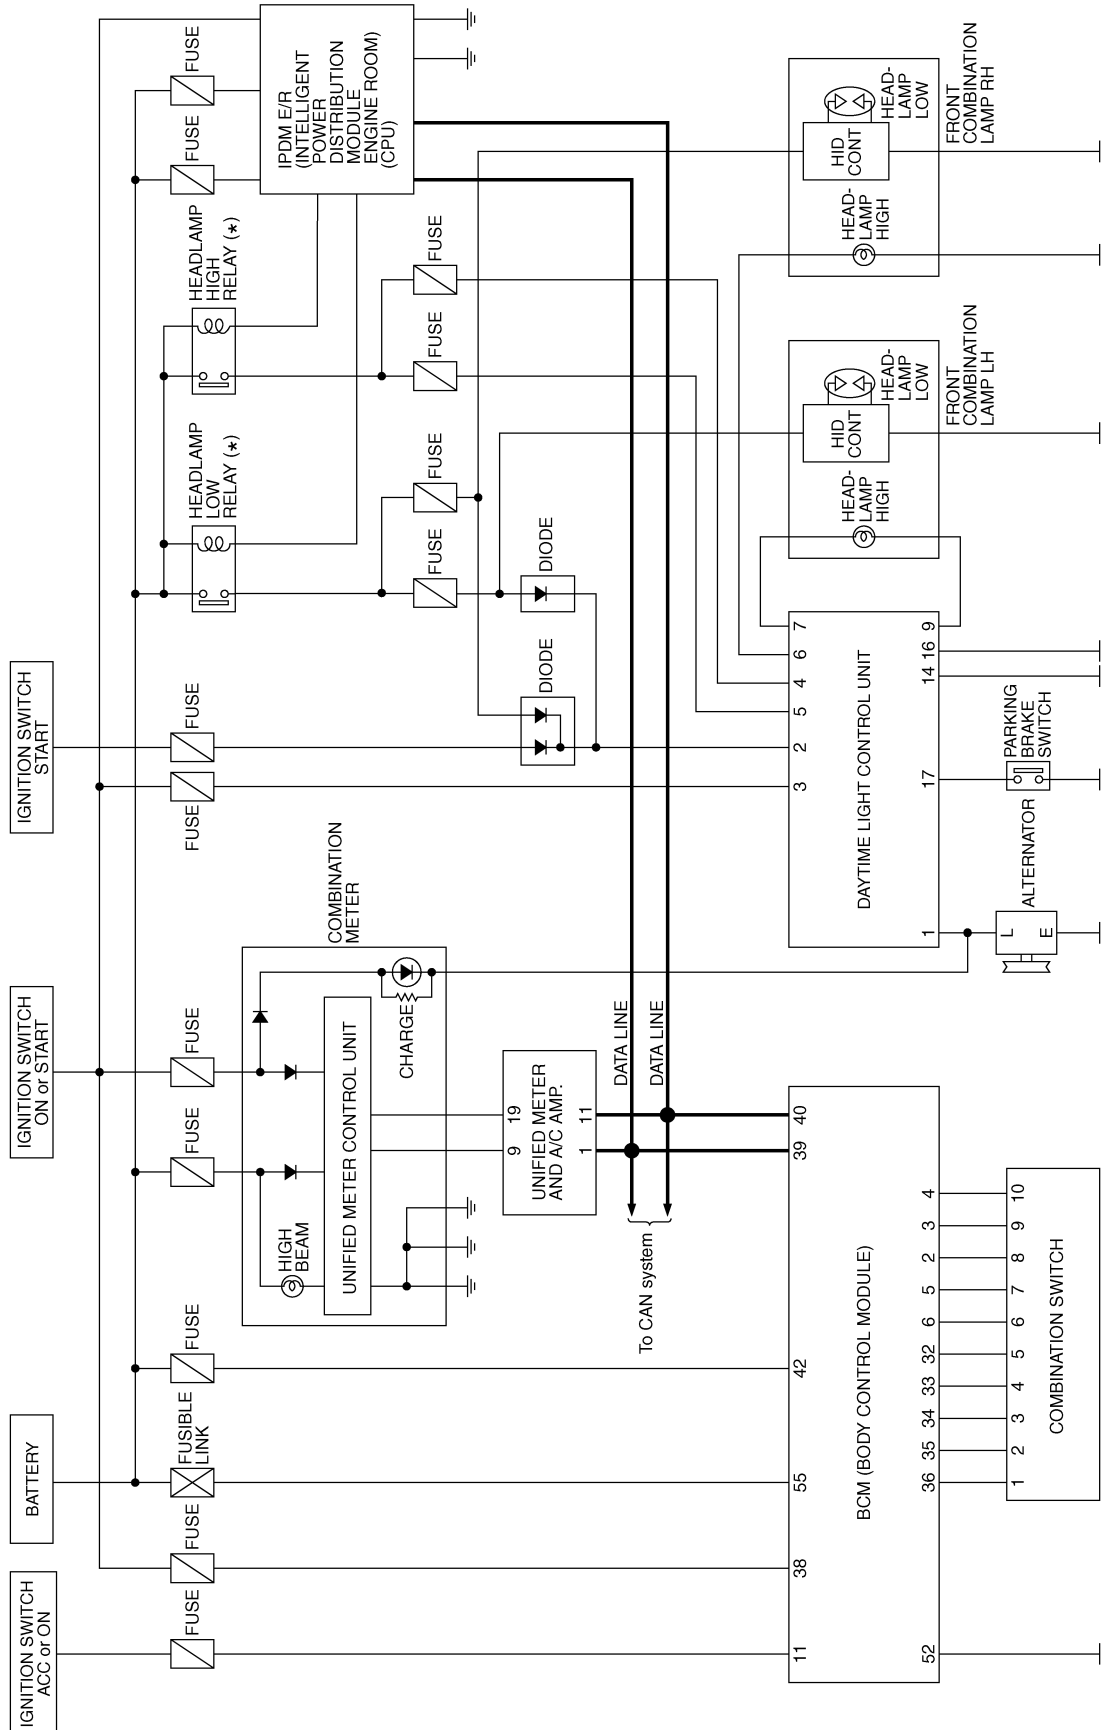 IGNITION SWITCH
ACC or ON
BATTERY
IGNITION SWITCH
ON or START
IGNITION SWITCH
START
FUSE
FUSE
FUSIBLE
LINK
FUSE
FUSE
FUSE
FUSE
FUSE
HEADLAMP
LOW
RELAY (*)
HEADLAMP
HIGH
RELAY (*)
FUSE
FUSE
HIGH
BEAM
UNIFIED METER CONTROL UNIT
CHARGE
COMBINATION
METER
IPDM E/R
(INTELLIGENT
POWER
DISTRIBUTION
MODULE
ENGINE ROOM)
(CPU)
FUSE
FUSE
FUSE
FUSE
9
19
UNIFIED METER
AND A/C AMP.
1
11
DIODE
DIODE
To CAN system
DATA LINE
DATA LINE
11
38
55
42
39
40
BCM (BODY CONTROL MODULE)
52
36
35
34
33
32
6
5
2
3
4
1
2
3
4
5
6
7
8
9
10
COMBINATION SWITCH
3
2
5
4
6
7
DAYTIME LIGHT CONTROL UNIT
1
17
14
16
9
L
E
ALTERNATOR
PARKING
BRAKE
SWITCH
HEAD-
LAMP
HIGH
HID
CONT
HEAD-
LAMP
LOW
FRONT
COMBINATION
LAMP LH
HEAD-
LAMP
HIGH
HID
CONT
HEAD-
LAMP
LOW
FRONT
COMBINATION
LAMP RH